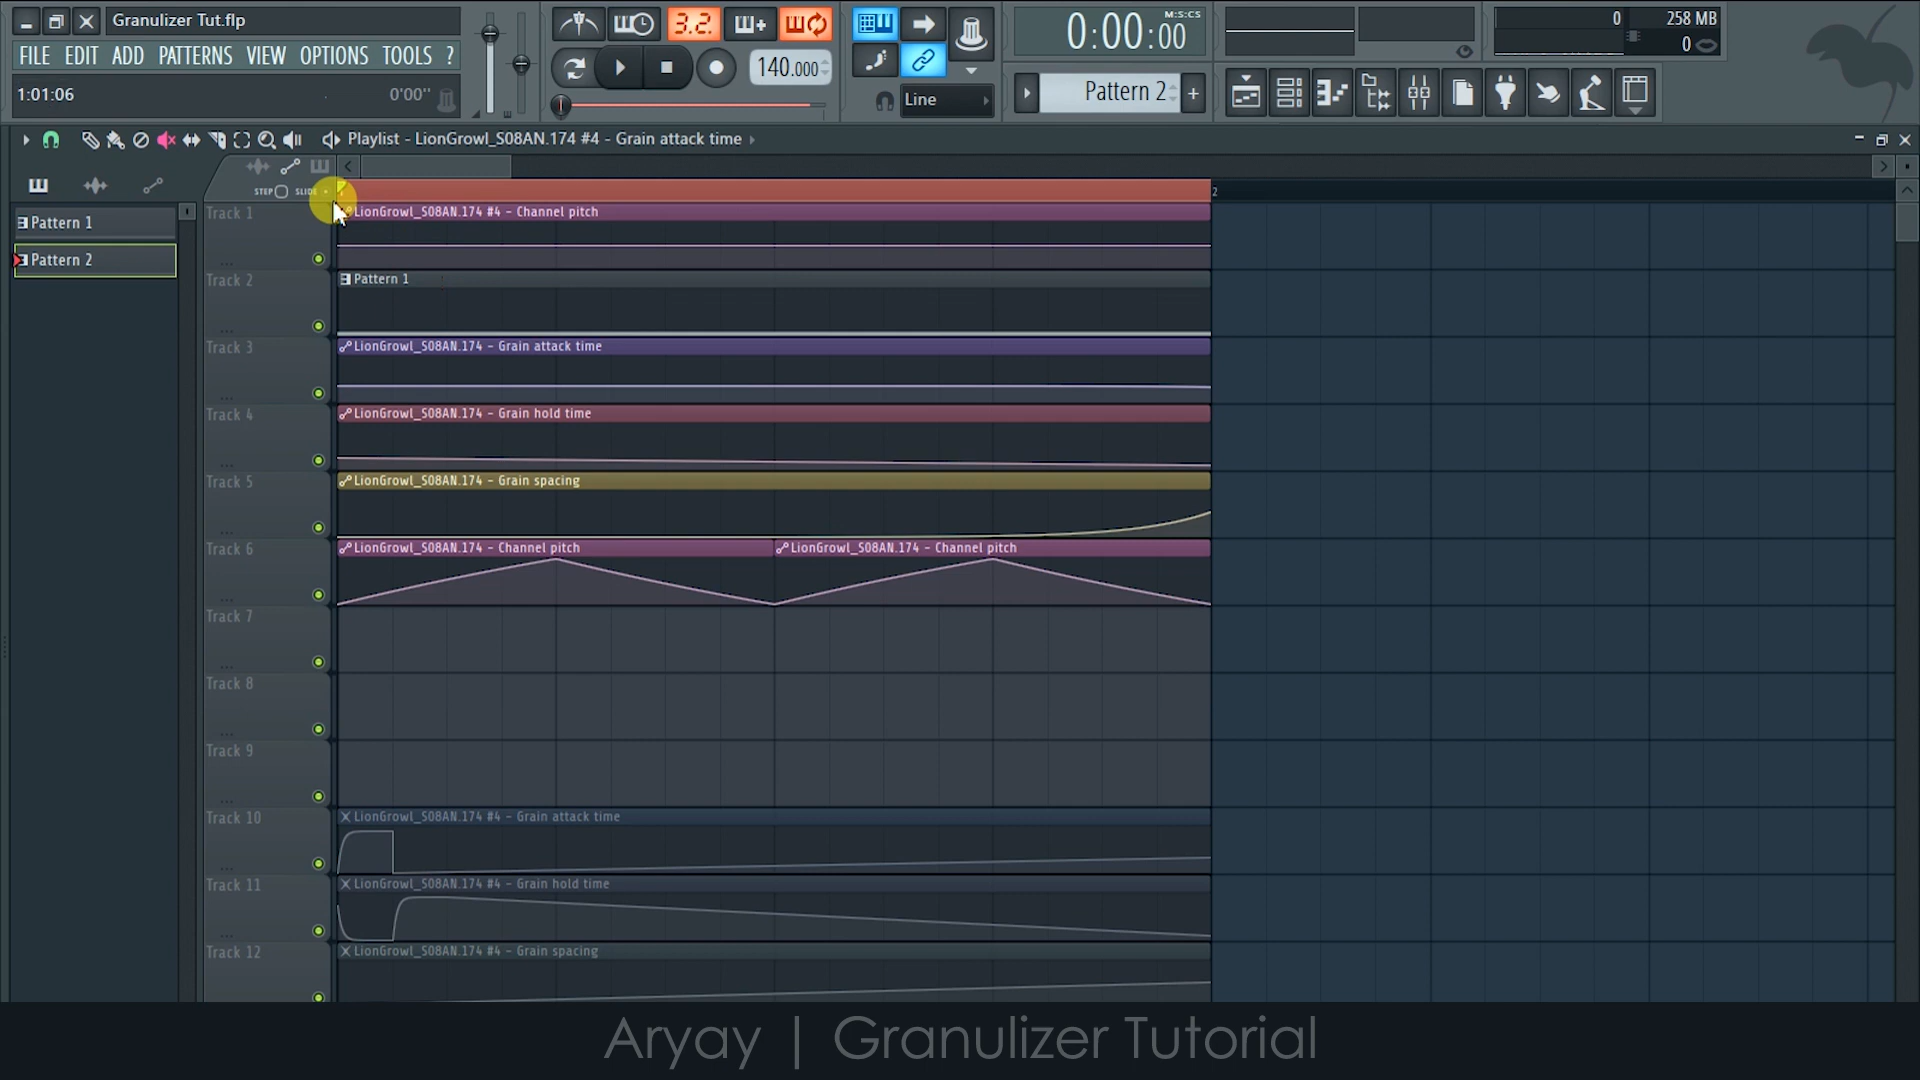 Granulizer Tut.flp
FILE EDIT ADD PATTERNS VIEW OPTIONS TOOLS ?
1:01:06 0'00''
3.2.
140.000
Line
0:00:00 M:S:CS
Pattern 2
0 258 MB
0
Playlist - LionGrowl_S08AN.174 #4 - Grain attack time
STEP SLIDE
2
Pattern 1
Pattern 2
Track 1
LionGrowl_S08AN.174 #4 - Channel pitch
Track 2
Pattern 1
Track 3
LionGrowl_S08AN.174 - Grain attack time
Track 4
LionGrowl_S08AN.174 - Grain hold time
Track 5
LionGrowl_S08AN.174 - Grain spacing
Track 6
LionGrowl_S08AN.174 - Channel pitch
LionGrowl_S08AN.174 - Channel pitch
Track 7
Track 8
Track 9
Track 10
LionGrowl_S08AN.174 #4 - Grain attack time
Track 11
LionGrowl_S08AN.174 #4 - Grain hold time
Track 12
LionGrowl_S08AN.174 #4 - Grain spacing
Aryay | Granulizer Tutorial